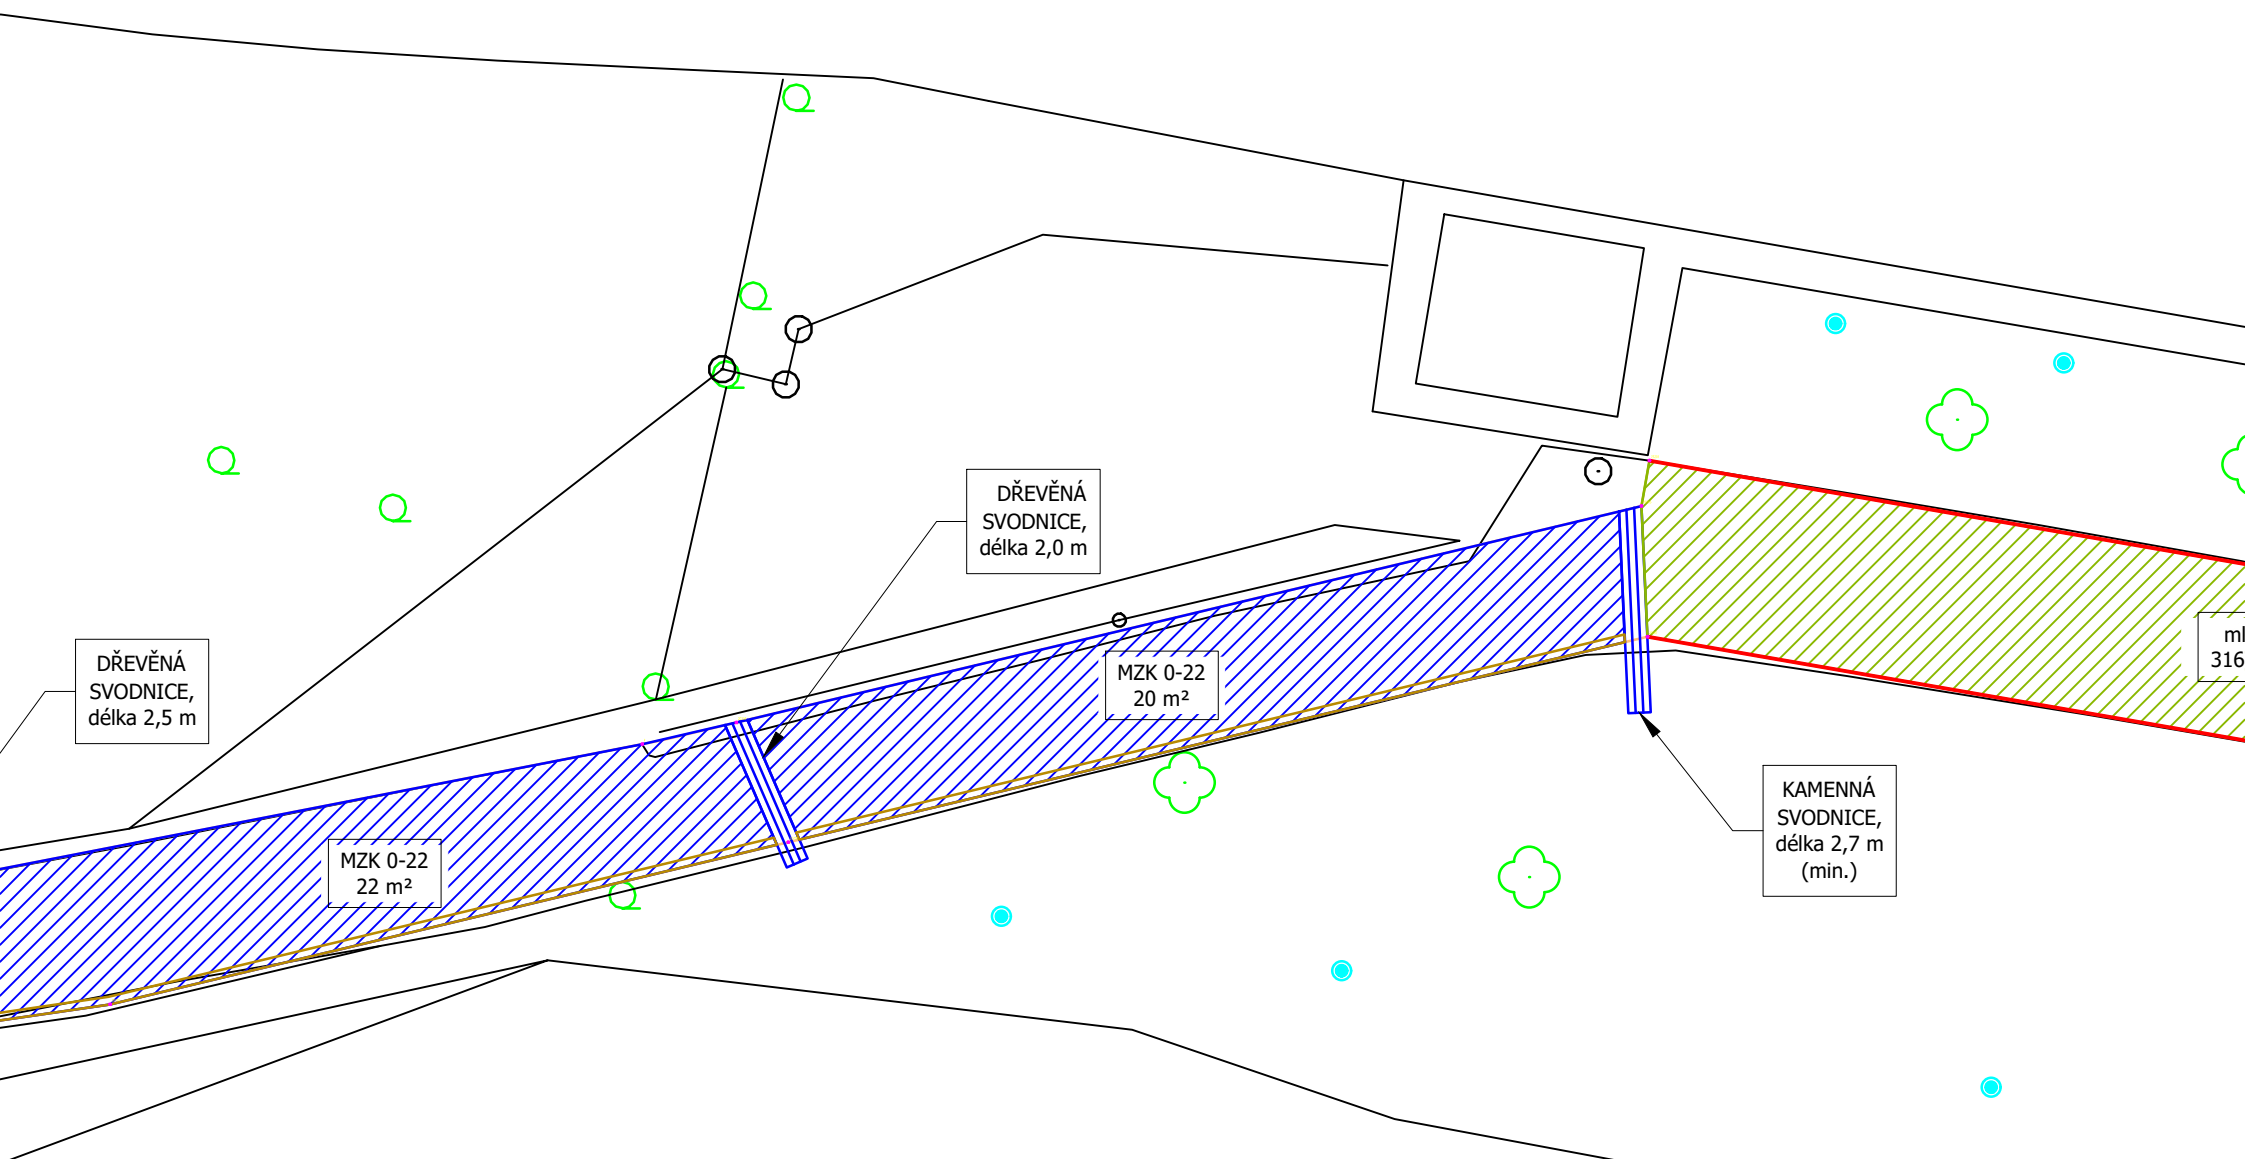 DŘEVĚNÁ
SVODNICE,
délka 2,0 m
DŘEVĚNÁ
SVODNICE,
délka 2,5 m
MZK 0-22
20 m²
ml
316
KAMENNÁ
SVODNICE,
délka 2,7 m
(min.)
MZK 0-22
22 m²